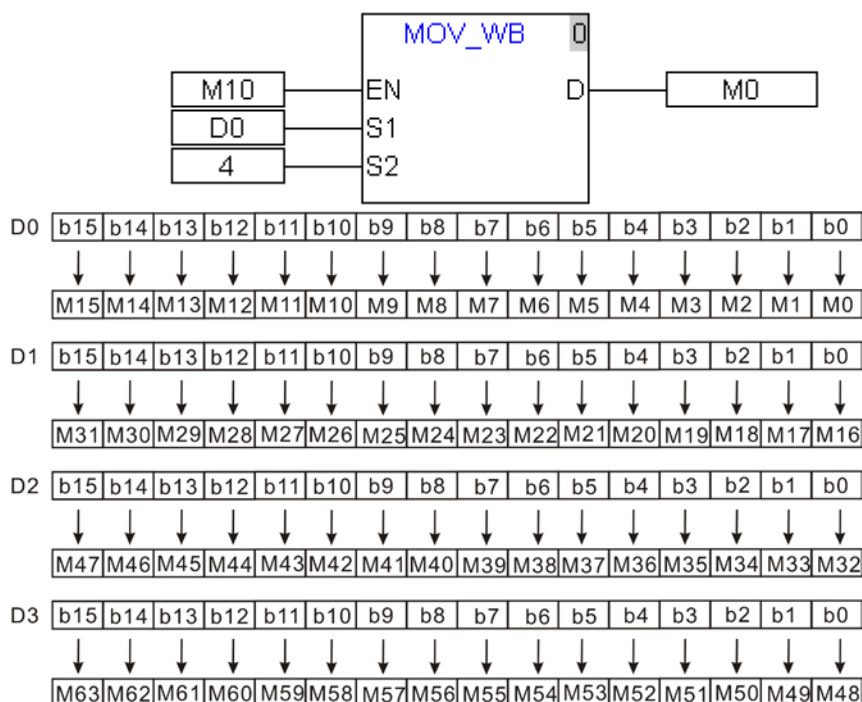 MOV_WB 0
M10 EN D M0
D0 S1
4 S2
D0 b15 b14 b13 b12 b11 b10 b9 b8 b7 b6 b5 b4 b3 b2 b1 b0
M15 M14 M13 M12 M11 M10 M9 M8 M7 M6 M5 M4 M3 M2 M1 M0
D1 b15 b14 b13 b12 b11 b10 b9 b8 b7 b6 b5 b4 b3 b2 b1 b0
M31 M30 M29 M28 M27 M26 M25 M24 M23 M22 M21 M20 M19 M18 M17 M16
D2 b15 b14 b13 b12 b11 b10 b9 b8 b7 b6 b5 b4 b3 b2 b1 b0
M47 M46 M45 M44 M43 M42 M41 M40 M39 M38 M37 M36 M35 M34 M33 M32
D3 b15 b14 b13 b12 b11 b10 b9 b8 b7 b6 b5 b4 b3 b2 b1 b0
M63 M62 M61 M60 M59 M58 M57 M56 M55 M54 M53 M52 M51 M50 M49 M48